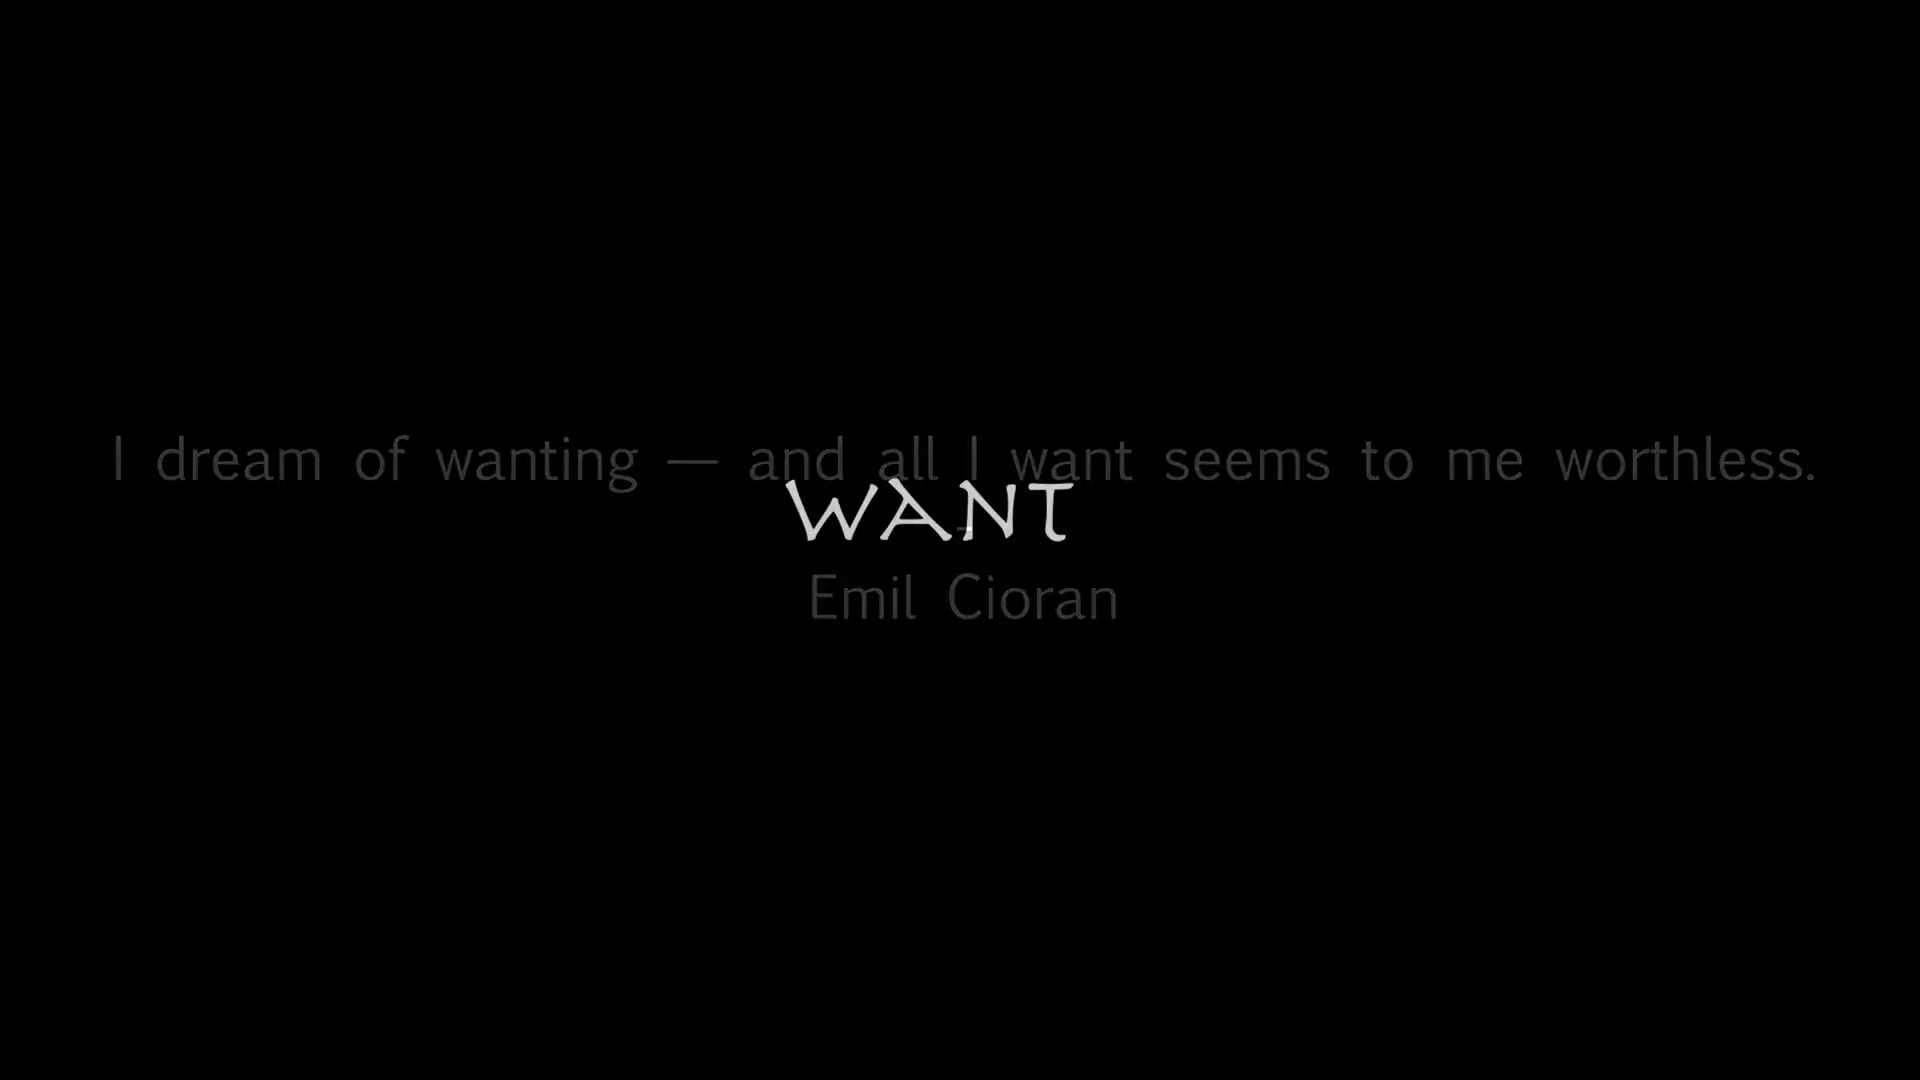 I dream of wanting — and all I want seems to me worthless.
WANT
-
Emil Cioran